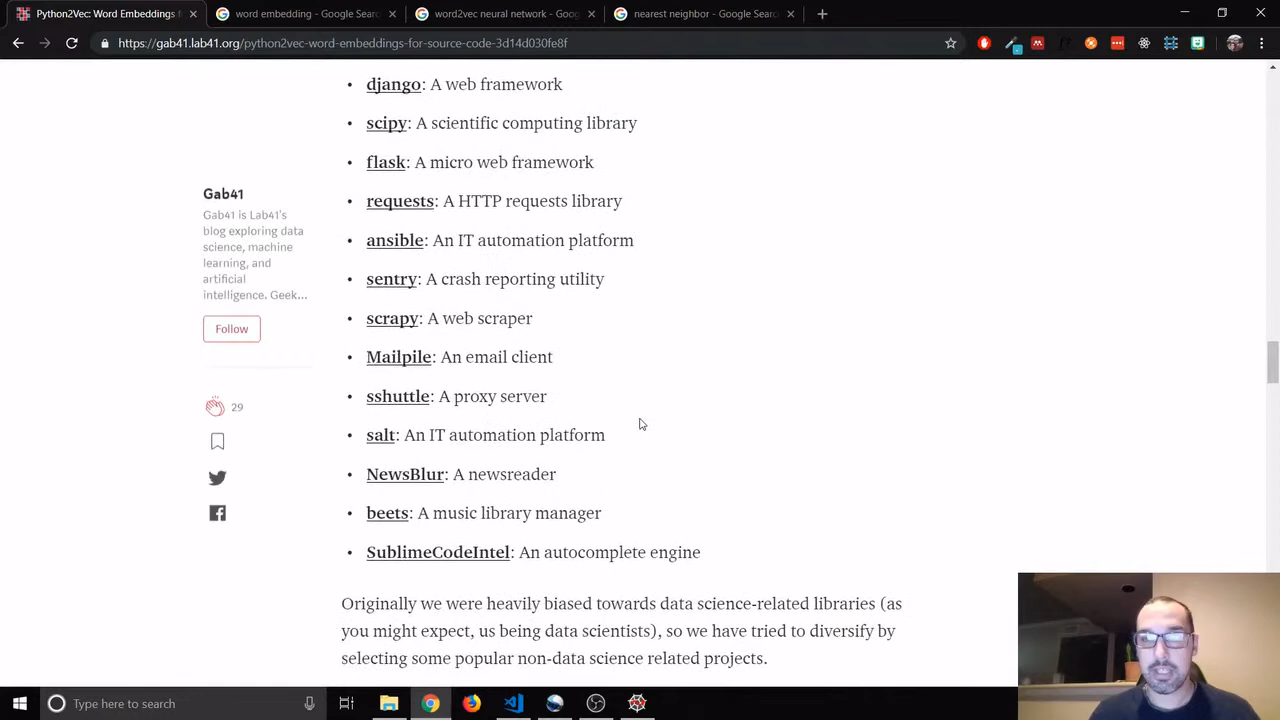 Python2Vec: Word Embeddings f
word embedding - Google Searc
word2vec neural network - Goog
nearest neighbor - Google Searc
https://gab41.lab41.org/python2vec-word-embeddings-for-source-code-3d14d030fe8f
• django: A web framework
• scipy: A scientific computing library
• flask: A micro web framework
• requests: A HTTP requests library
• ansible: An IT automation platform
• sentry: A crash reporting utility
• scrapy: A web scraper
• Mailpile: An email client
• sshuttle: A proxy server
• salt: An IT automation platform
• NewsBlur: A newsreader
• beets: A music library manager
• SublimeCodeIntel: An autocomplete engine
Originally we were heavily biased towards data science-related libraries (as
you might expect, us being data scientists), so we have tried to diversify by
selecting some popular non-data science related projects.
Gab41
Gab41 is Lab41's
blog exploring data
science, machine
learning, and
artificial
intelligence. Geek...
Follow
29
Type here to search